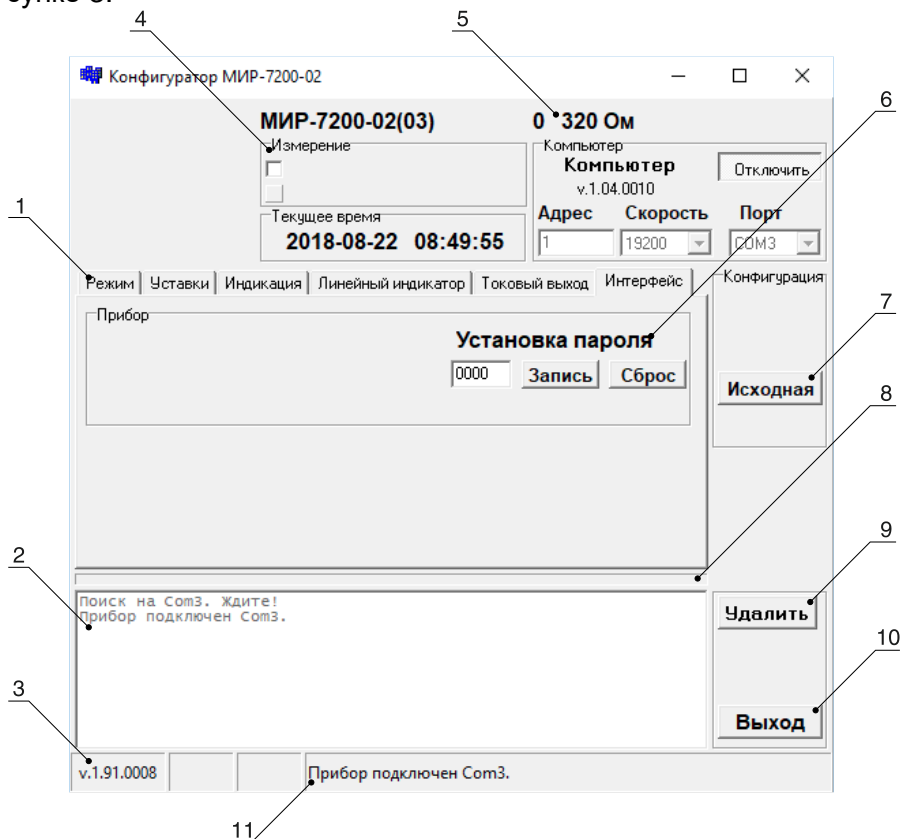 сунке 3.
4
5
Конфигуратор МИР-7200-02
6
МИР-7200-02(03)
0 320 Ом
Измерение
Компьютер
Компьютер
Отключить
v.1.04.0010
1
Текущее время
Адрес Скорость Порт
2018-08-22 08:49:55
1 19200 COM3
Режим Уставки Индикация Линейный индикатор Токовый выход Интерфейс
Конфигурация
7
Прибор
Установка пароля
0000 Запись Сброс
Исходная
8
9
2
Поиск на Com3. Ждите!
Прибор подключен Com3.
Удалить
10
3
Выход
v.1.91.0008
Прибор подключен Com3.
11